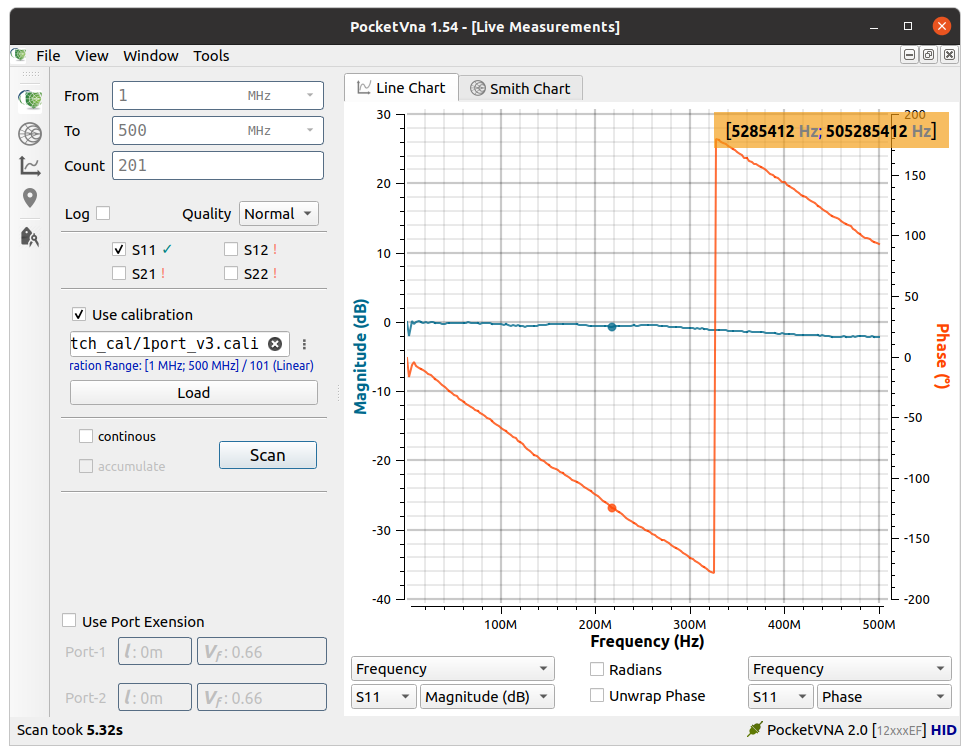 PocketVna 1.54 - [Live Measurements]
File View Window Tools
From 1 MHz
To 500 MHz
Count 201
Log Quality Normal
S11 ✓ S12 !
S21 ! S22 !
Use calibration
tch_cal/1port_v3.cali
ration Range: [1 MHz; 500 MHz] / 101 (Linear)
Load
continous
accumulate
Scan
Use Port Exension
Port-1 l: 0m Vf: 0.66
Port-2 l: 0m Vf: 0.66
Line Chart Smith Chart
[5285412 Hz; 505285412 Hz]
Magnitude (dB)
30
20
10
0
-10
-20
-30
-40
200
150
100
50
0
-50
-100
-150
-200
Phase (º)
100M 200M 300M 400M 500M
Frequency (Hz)
Frequency Radians Frequency
S11 Magnitude (dB) Unwrap Phase S11 Phase
Scan took 5.32s
PocketVNA 2.0 [12xxxEF] HID